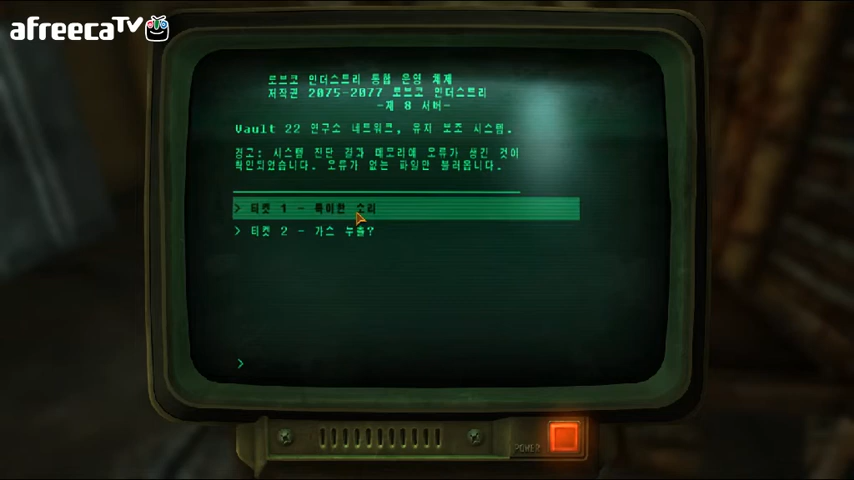 afreecaTV
로브코 인더스트리 통합 운영 체제
저작권 2075-2077 로브코 인더스트리
-제 8 서버-
Vault 22 연구소 네트워크, 유지 보조 시스템.
경고: 시스템 진단 결과 메모리에 오류가 생긴 것이
확인되었습니다. 오류가 없는 파일만 불러옵니다.
> 티켓 1 - 특이한 소리
> 티켓 2 - 가스 누출?
>
POWER